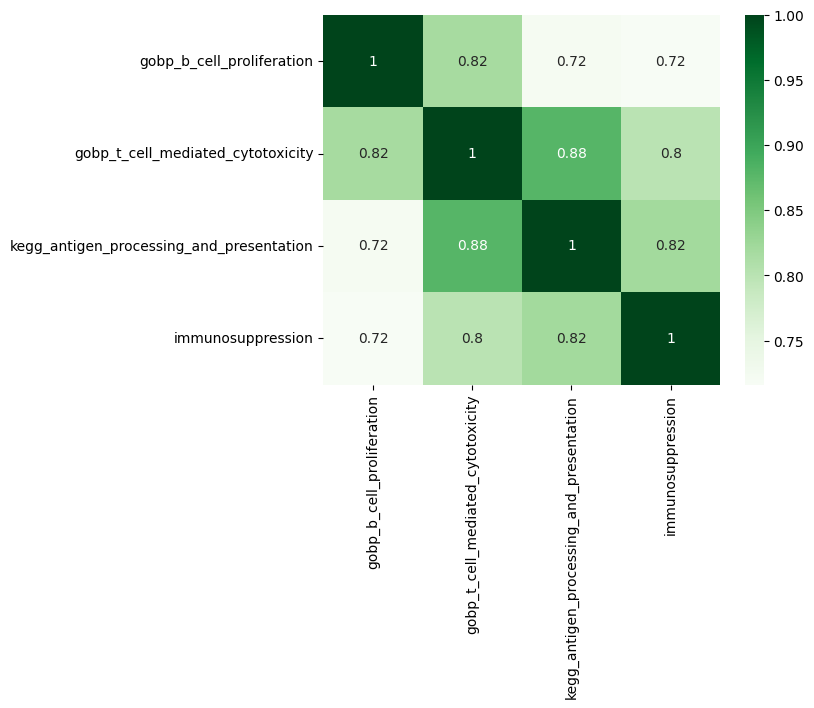 gobp_b_cell_proliferation 1 0.82 0.72 0.72
gobp_t_cell_mediated_cytotoxicity 0.82 1 0.88 0.8
kegg_antigen_processing_and_presentation 0.72 0.88 1 0.82
immunosuppression 0.72 0.8 0.82 1
gobp_b_cell_proliferation
gobp_t_cell_mediated_cytotoxicity
kegg_antigen_processing_and_presentation
immunosuppression
1.00
0.95
0.90
0.85
0.80
0.75